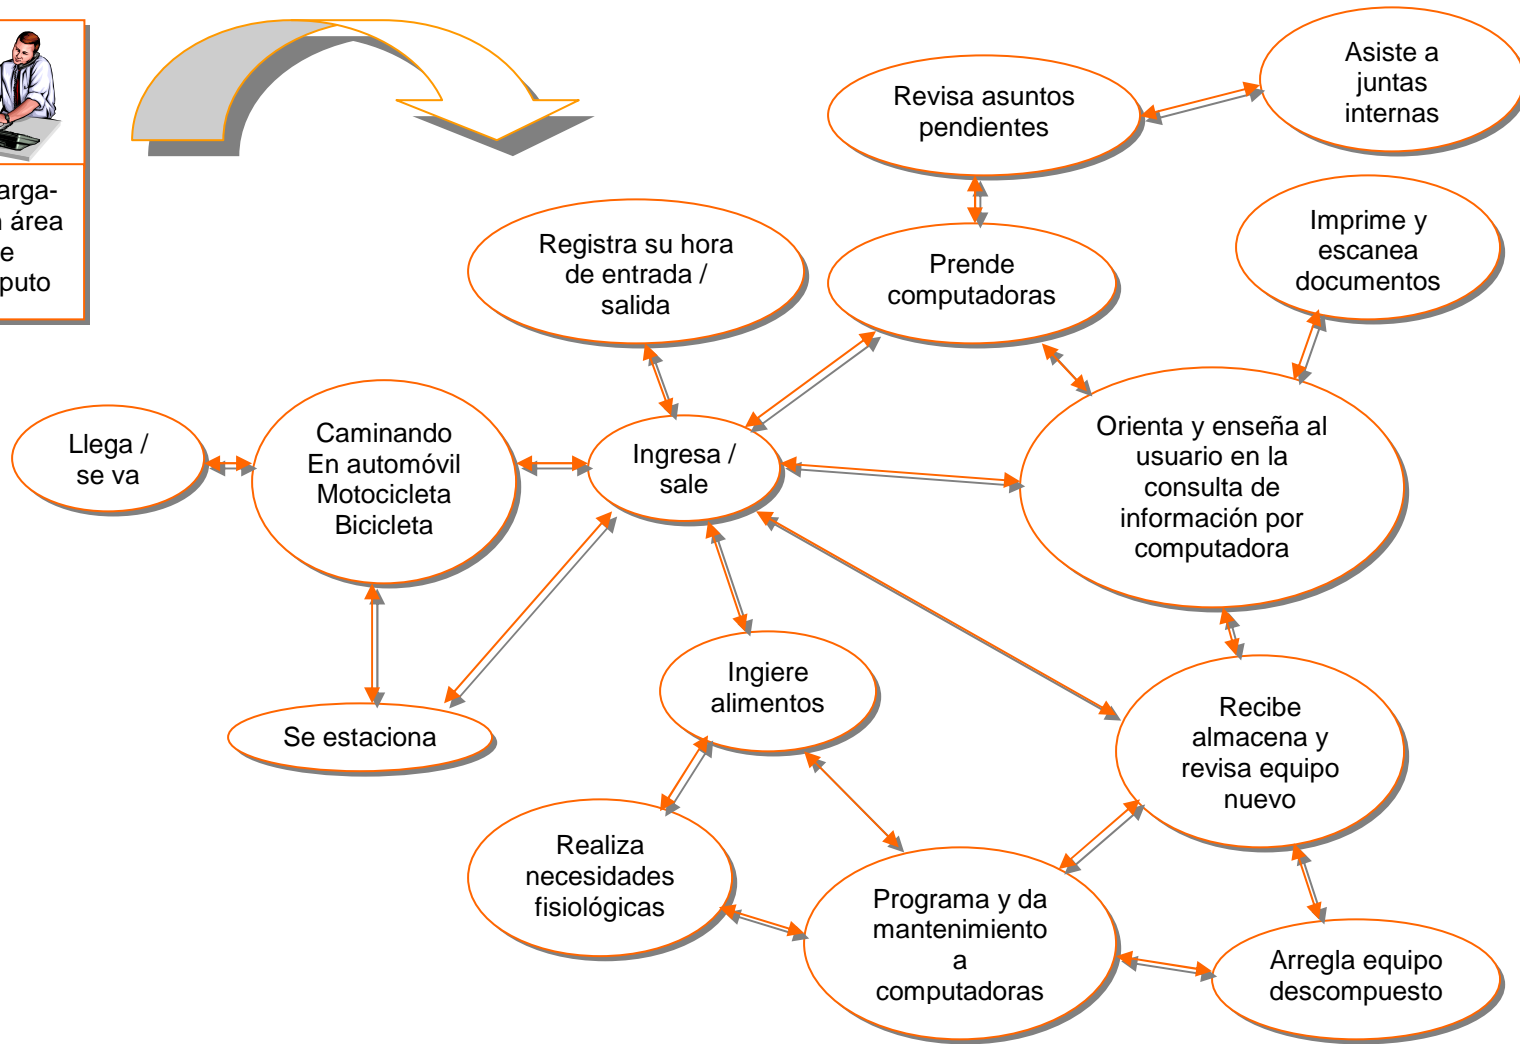 área
Revisa asuntos
pendientes
Asiste a
juntas
internas
Registra su hora
de entrada /
salida
Prende
computadoras
Imprime y
escanea
documentos
Llega /
se va
Caminando
En automóvil
Motocicleta
Bicicleta
Ingresa /
sale
Orienta y enseña al
usuario en la
consulta de
información por
computadora
Se estaciona
Ingiere
alimentos
Recibe
almacena y
revisa equipo
nuevo
Realiza
necesidades
fisiológicas
Programa y da
mantenimiento
a
computadoras
Arregla equipo
descompuesto